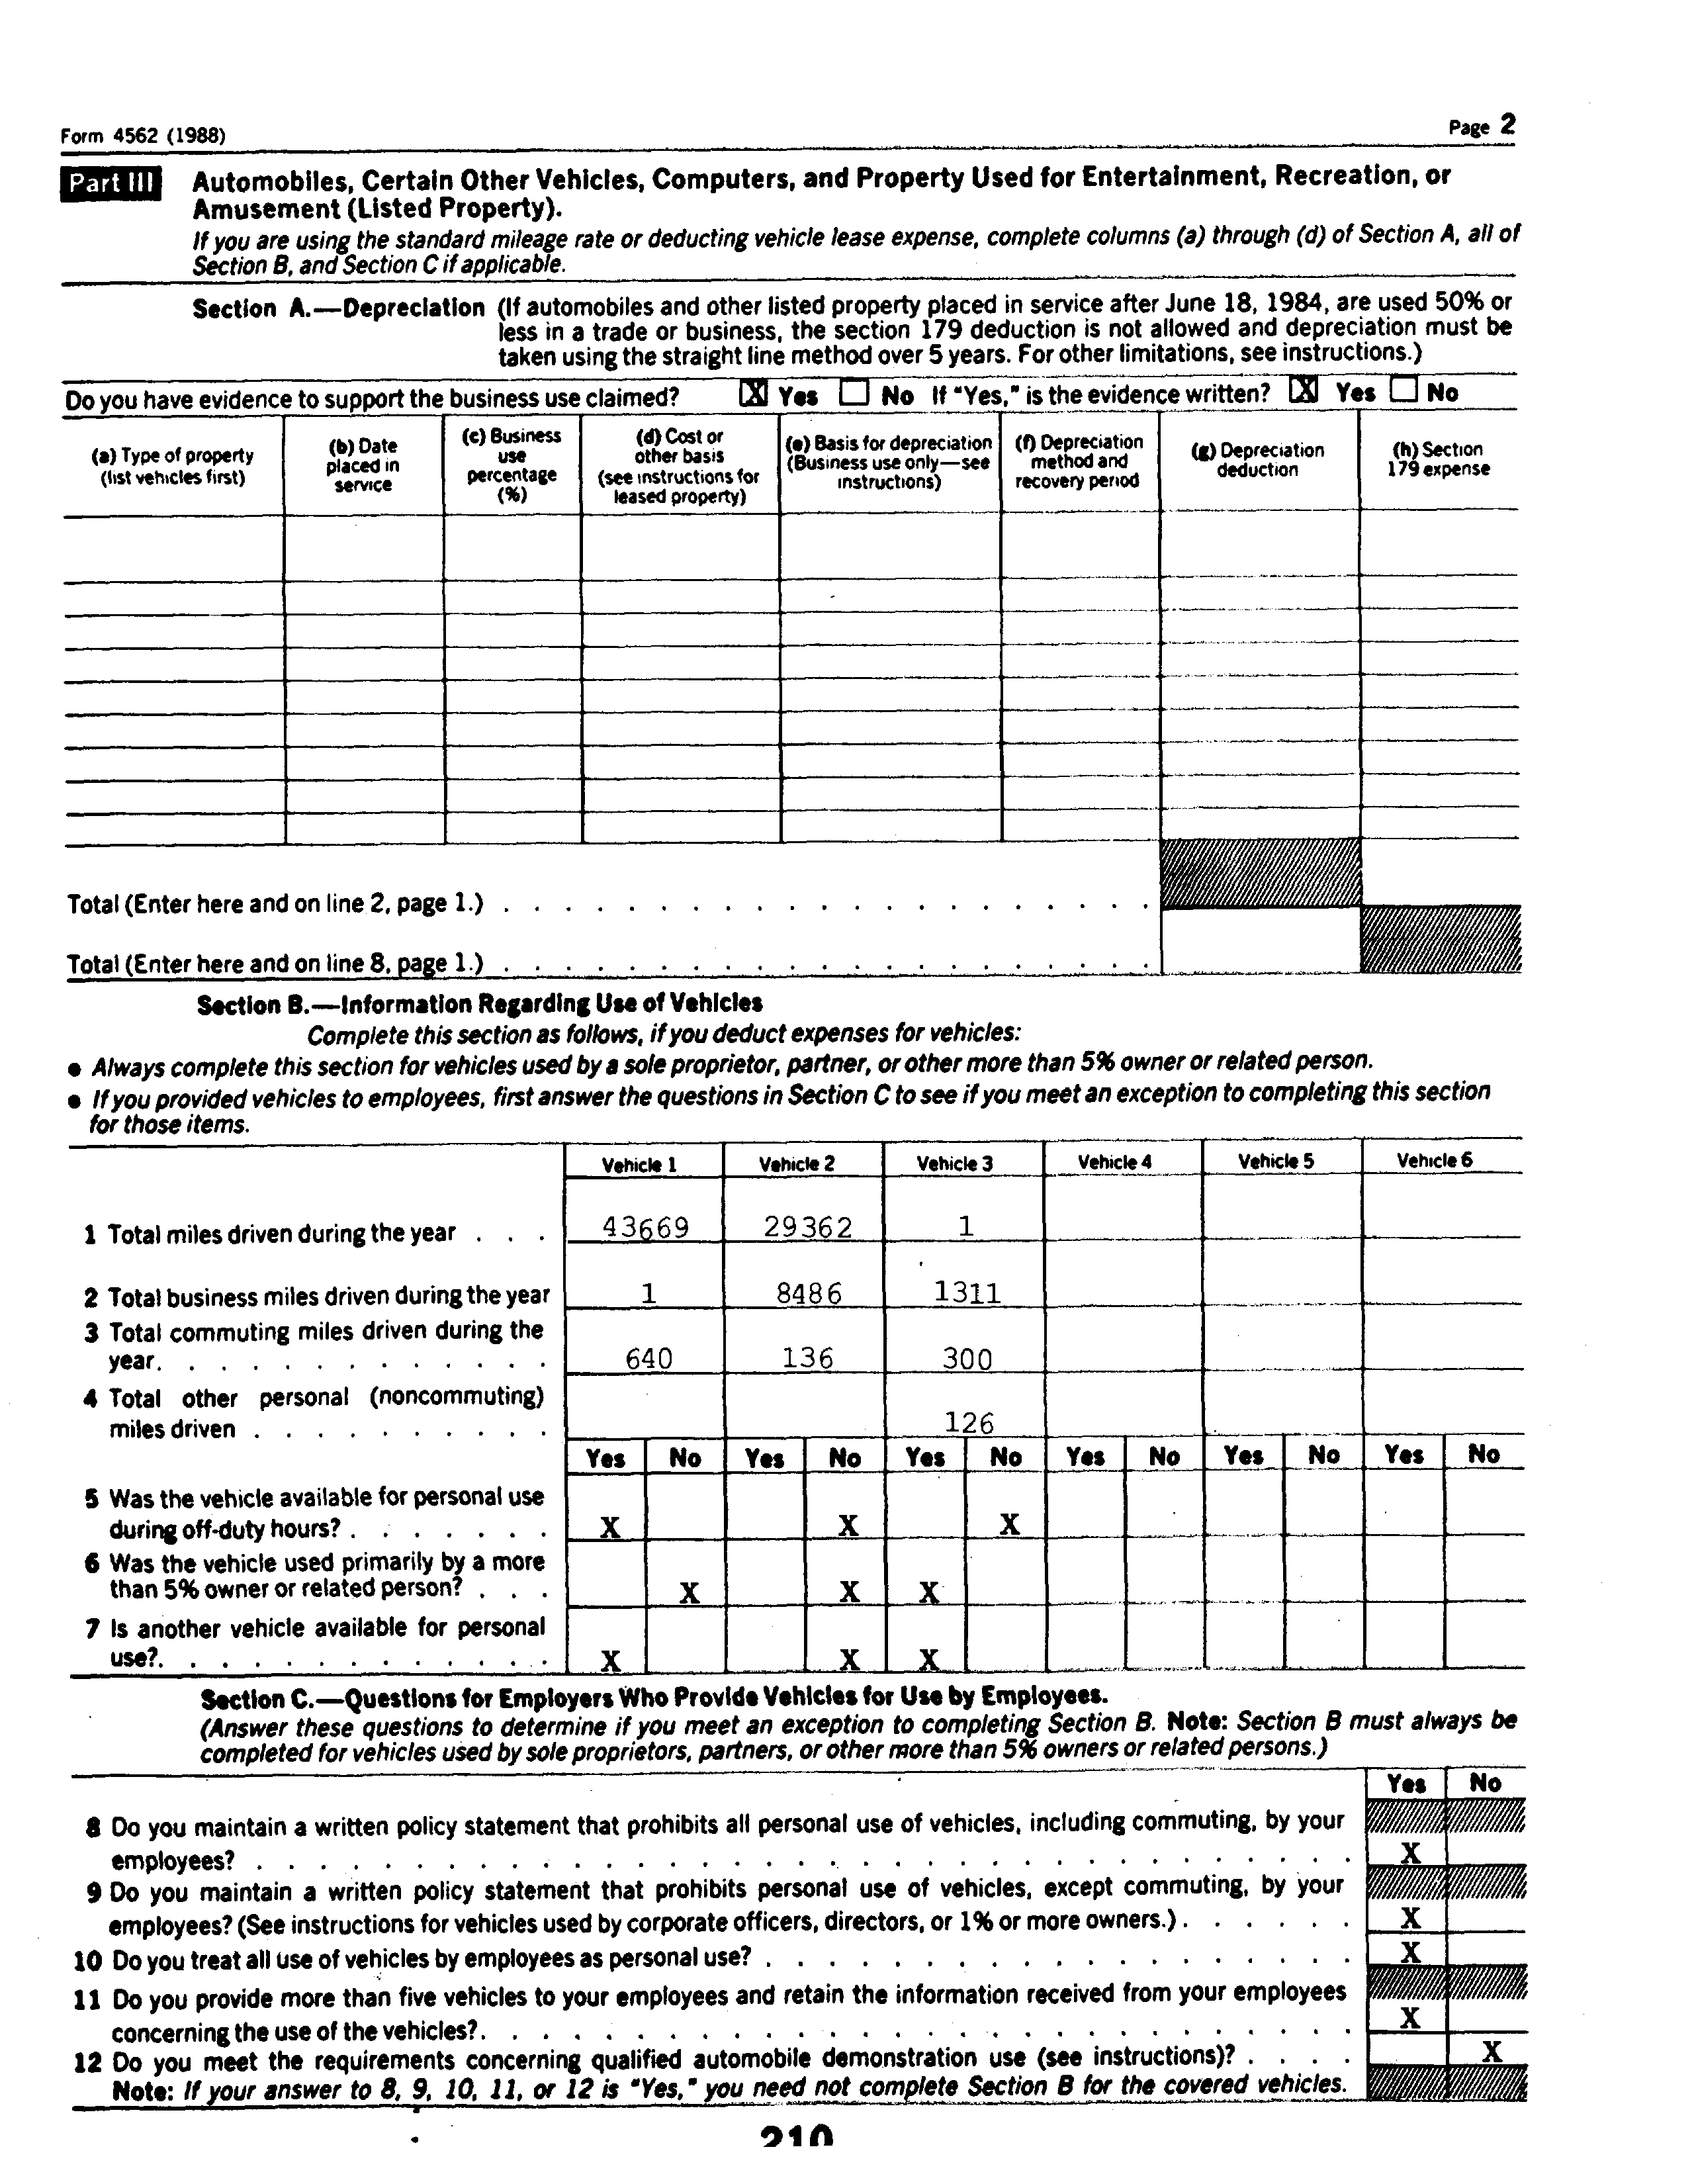 Form 4562 (1988)
Page 2
Part III
Automobiles, Certain Other Vehicles, Computers, and Property Used for Entertainment, Recreation, or
Amusement (Listed Property).
If you are using the standard mileage rate or deducting vehicle lease expense, complete columns (a) through (d) of Section A, all of
Section B, and Section C if applicable.
Section A.—Depreciation (If automobiles and other listed property placed in service after June 18, 1984, are used 50% or
less in a trade or business, the section 179 deduction is not allowed and depreciation must be
taken using the straight line method over 5 years. For other limitations, see instructions.)
Do you have evidence to support the business use claimed? X Yes No If "Yes," is the evidence written? X Yes No
(a) Type of property
(list vehicles first)
(b) Date
placed in
service
(c) Business
use
percentage
(%)
(d) Cost or
other basis
(see instructions for
leased property)
(e) Basis for depreciation
(Business use only—see
instructions)
(f) Depreciation
method and
recovery period
(g) Depreciation
deduction
(h) Section
179 expense
Total (Enter here and on line 2, page 1.) . . . . . . . . . . . . . . . . . . . . .
Total (Enter here and on line 8, page 1.) . . . . . . . . . . . . . . . . . . . . .
Section B.—Information Regarding Use of Vehicles
Complete this section as follows, if you deduct expenses for vehicles:
● Always complete this section for vehicles used by a sole proprietor, partner, or other more than 5% owner or related person.
● If you provided vehicles to employees, first answer the questions in Section C to see if you meet an exception to completing this section
for those items.
Vehicle 1 Vehicle 2 Vehicle 3 Vehicle 4 Vehicle 5 Vehicle 6
1 Total miles driven during the year . . . 43669 29362 1
2 Total business miles driven during the year 1 8486 1311
3 Total commuting miles driven during the
year. . . . . . . . . . . . . 640 136 300
4 Total other personal (noncommuting)
miles driven . . . . . . . . . . 126
Yes No Yes No Yes No Yes No Yes No Yes No
5 Was the vehicle available for personal use
during off-duty hours? . . . . . . . X X X
6 Was the vehicle used primarily by a more
than 5% owner or related person? . . . X X X
7 Is another vehicle available for personal
use?. . . . . . . . . . . . . X X X
Section C.—Questions for Employers Who Provide Vehicles for Use by Employees.
(Answer these questions to determine if you meet an exception to completing Section B. Note: Section B must always be
completed for vehicles used by sole proprietors, partners, or other more than 5% owners or related persons.)
Yes No
8 Do you maintain a written policy statement that prohibits all personal use of vehicles, including commuting, by your
employees? . . . . . . . . . . . . . . . . . . . . . . . . . . . . . . . . . . . X
9 Do you maintain a written policy statement that prohibits personal use of vehicles, except commuting, by your
employees? (See instructions for vehicles used by corporate officers, directors, or 1% or more owners.) . . . . . . X
10 Do you treat all use of vehicles by employees as personal use? . . . . . . . . . . . . . . . . . . . X
11 Do you provide more than five vehicles to your employees and retain the information received from your employees
concerning the use of the vehicles?. . . . . . . . . . . . . . . . . . . . . . . . . . . . X
12 Do you meet the requirements concerning qualified automobile demonstration use (see instructions)? . . . . X
Note: If your answer to 8, 9, 10, 11, or 12 is "Yes," you need not complete Section B for the covered vehicles.
210